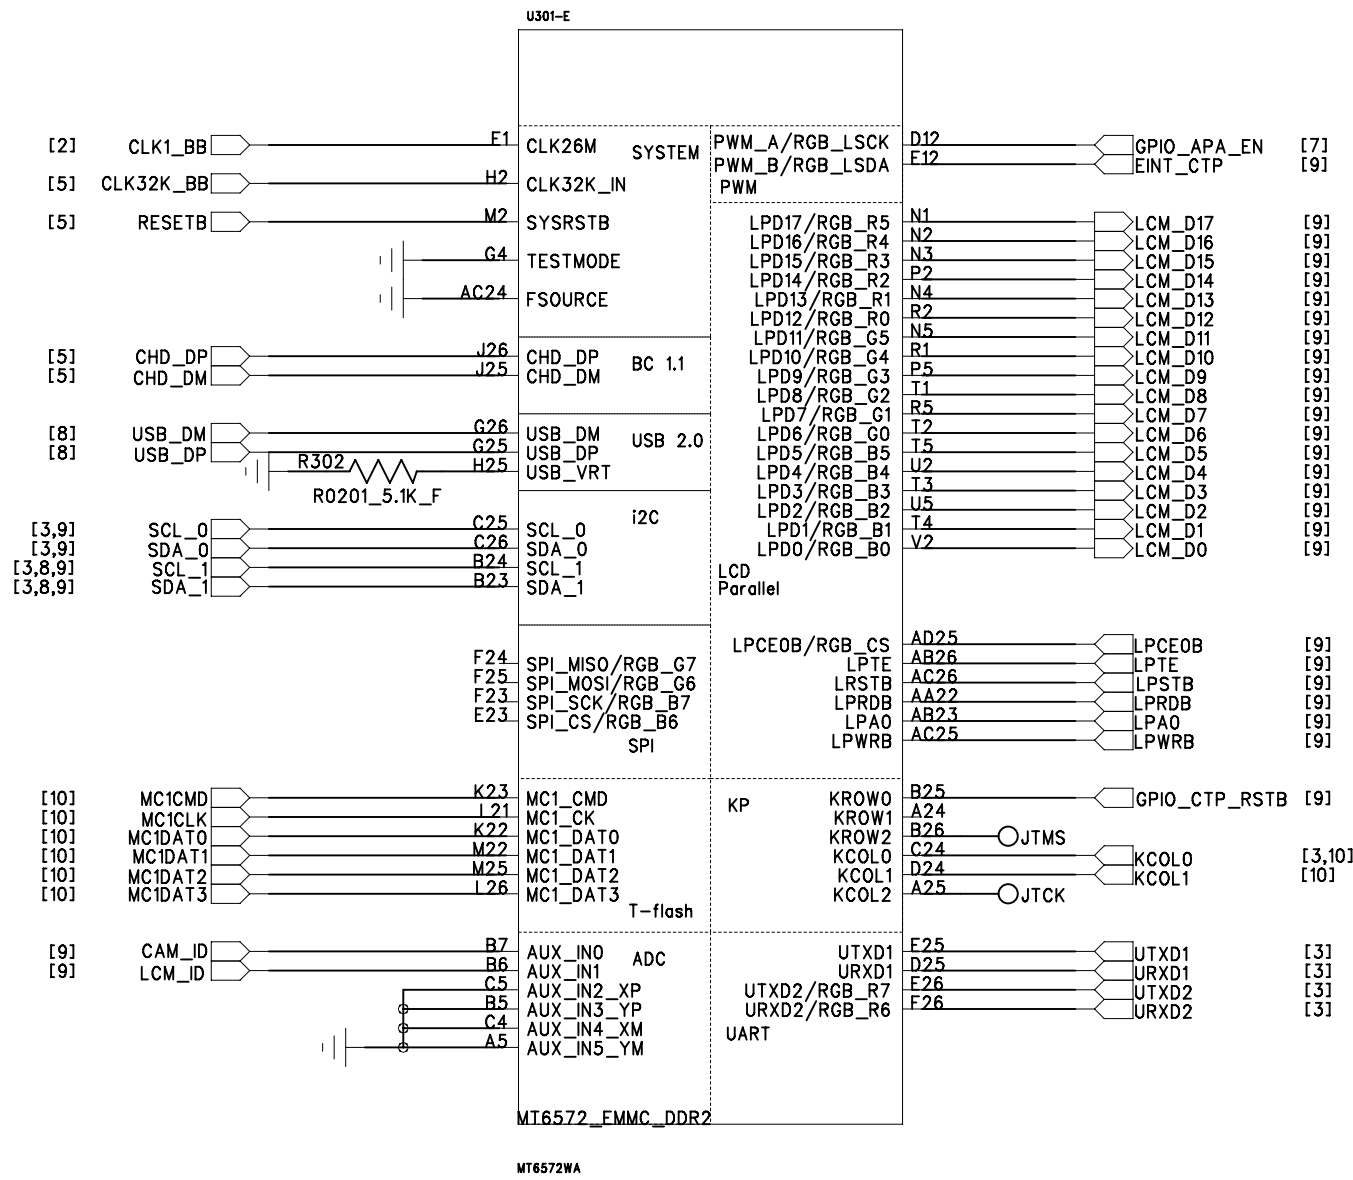 U301-E
[2] CLK1_BB E1 CLK26M SYSTEM PWM_A/RGB_LSCK D12 GPIO_APA_EN [7]
PWM_B/RGB_LSDA E12 EINT_CTP [9]
[5] CLK32K_BB H2 CLK32K_IN PWM
[5] RESETB M2 SYSRSTB LPD17/RGB_R5 N1 LCM_D17 [9]
LPD16/RGB_R4 N2 LCM_D16 [9]
G4 TESTMODE LPD15/RGB_R3 N3 LCM_D15 [9]
LPD14/RGB_R2 P2 LCM_D14 [9]
AC24 FSOURCE LPD13/RGB_R1 N4 LCM_D13 [9]
LPD12/RGB_R0 R2 LCM_D12 [9]
LPD11/RGB_G5 N5 LCM_D11 [9]
[5] CHD_DP J26 CHD_DP BC 1.1 LPD10/RGB_G4 R1 LCM_D10 [9]
[5] CHD_DM J25 CHD_DM LPD9/RGB_G3 P5 LCM_D9 [9]
LPD8/RGB_G2 T1 LCM_D8 [9]
LPD7/RGB_G1 R5 LCM_D7 [9]
[8] USB_DM G26 USB_DM USB 2.0 LPD6/RGB_G0 T2 LCM_D6 [9]
[8] USB_DP G25 USB_DP LPD5/RGB_B5 T5 LCM_D5 [9]
R302 H25 USB_VRT LPD4/RGB_B4 U2 LCM_D4 [9]
R0201_5.1K_F LPD3/RGB_B3 T3 LCM_D3 [9]
i2C LPD2/RGB_B2 U5 LCM_D2 [9]
[3,9] SCL_0 C25 SCL_0 LPD1/RGB_B1 T4 LCM_D1 [9]
[3,9] SDA_0 C26 SDA_0 LPD0/RGB_B0 V2 LCM_D0 [9]
[3,8,9] SCL_1 B24 SCL_1 LCD
[3,8,9] SDA_1 B23 SDA_1 Parallel
LPCE0B/RGB_CS AD25 LPCE0B [9]
F24 SPI_MISO/RGB_G7 LPTE AB26 LPTE [9]
F25 SPI_MOSI/RGB_G6 LRSTB AC26 LPSTB [9]
F23 SPI_SCK/RGB_B7 LPRDB AA22 LPRDB [9]
E23 SPI_CS/RGB_B6 LPA0 AB23 LPA0 [9]
SPI LPWRB AC25 LPWRB [9]
[10] MC1CMD K23 MC1_CMD KP KROW0 B25 GPIO_CTP_RSTB [9]
[10] MC1CLK L21 MC1_CK KROW1 A24
[10] MC1DAT0 K22 MC1_DAT0 KROW2 B26 JTMS
[10] MC1DAT1 M22 MC1_DAT1 KCOL0 C24 KCOL0 [3,10]
[10] MC1DAT2 M25 MC1_DAT2 KCOL1 D24 KCOL1 [10]
[10] MC1DAT3 L26 MC1_DAT3 KCOL2 A25 JTCK
T-flash
[9] CAM_ID B7 AUX_IN0 ADC UTXD1 E25 UTXD1 [3]
[9] LCM_ID B6 AUX_IN1 URXD1 D25 URXD1 [3]
C5 AUX_IN2_XP UTXD2/RGB_R7 E26 UTXD2 [3]
B5 AUX_IN3_YP URXD2/RGB_R6 F26 URXD2 [3]
C4 AUX_IN4_XM UART
A5 AUX_IN5_YM
MT6572_EMMC_DDR2
MT6572WA